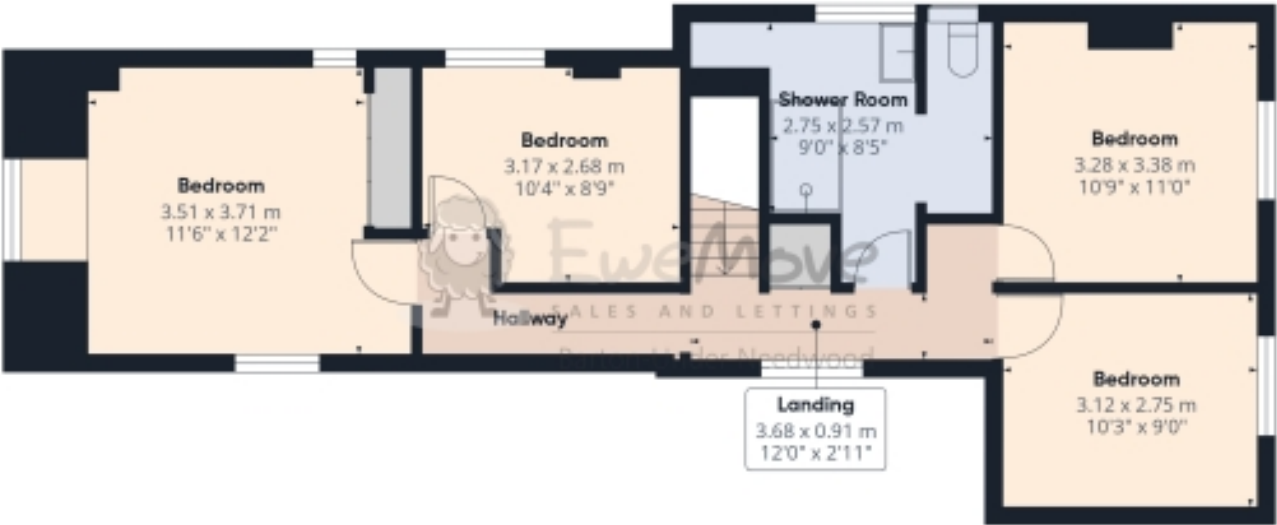 Bedroom
3.51 x 3.71 m
11'6" x 12'2"
Bedroom
3.17 x 2.68 m
10'4" x 8'9"
Shower Room
2.75 x 2.57 m
9'0" x 8'5"
Bedroom
3.28 x 3.38 m
10'9" x 11'0"
EweMove
SALES AND LETTINGS
Hallway
Barton Under Needwood
Landing
3.68 x 0.91 m
12'0" x 2'11"
Bedroom
3.12 x 2.75 m
10'3" x 9'0"